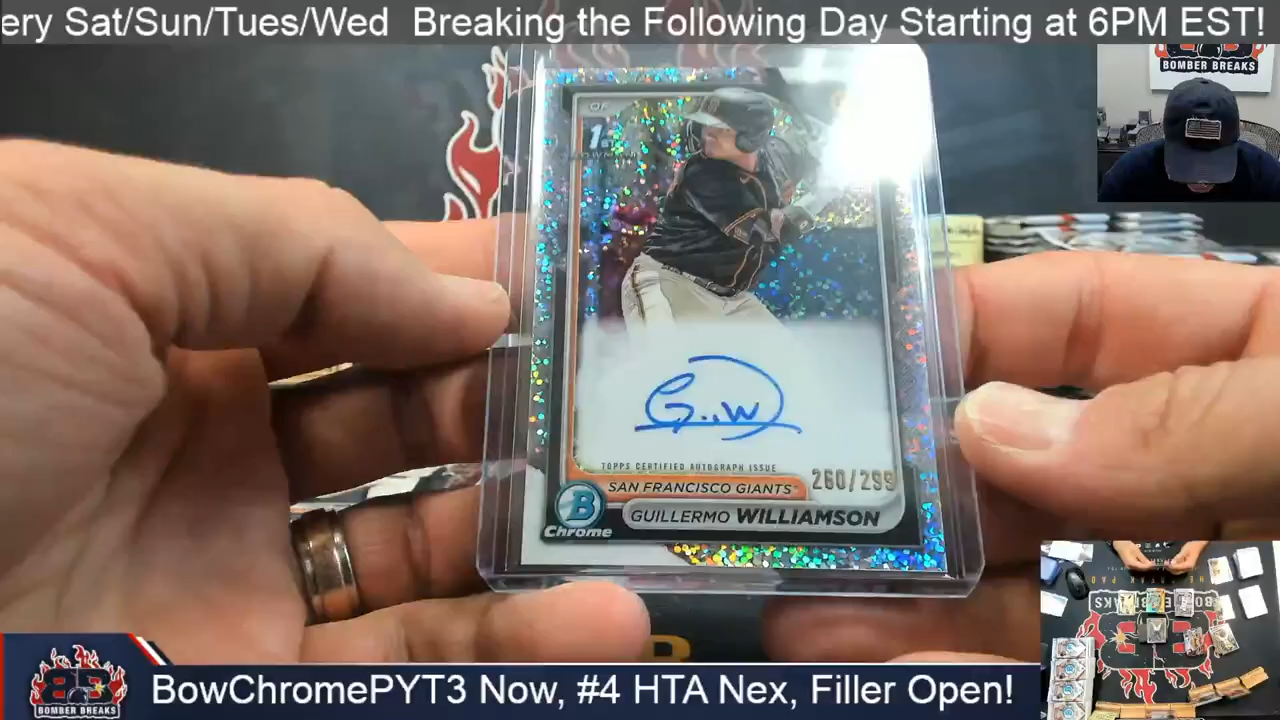 ery Sat/Sun/Tues/Wed  Breaking the Following Day Starting at 6PM EST!
BOMBER BREAKS
OF
1st
BOWMAN
G..W
TOPPS CERTIFIED AUTOGRAPH ISSUE
260/299
SAN FRANCISCO GIANTS
B
Chrome
GUILLERMO WILLIAMSON
BOMBER BREAKS
BowChromePYT3 Now, #4 HTA Nex, Filler Open!